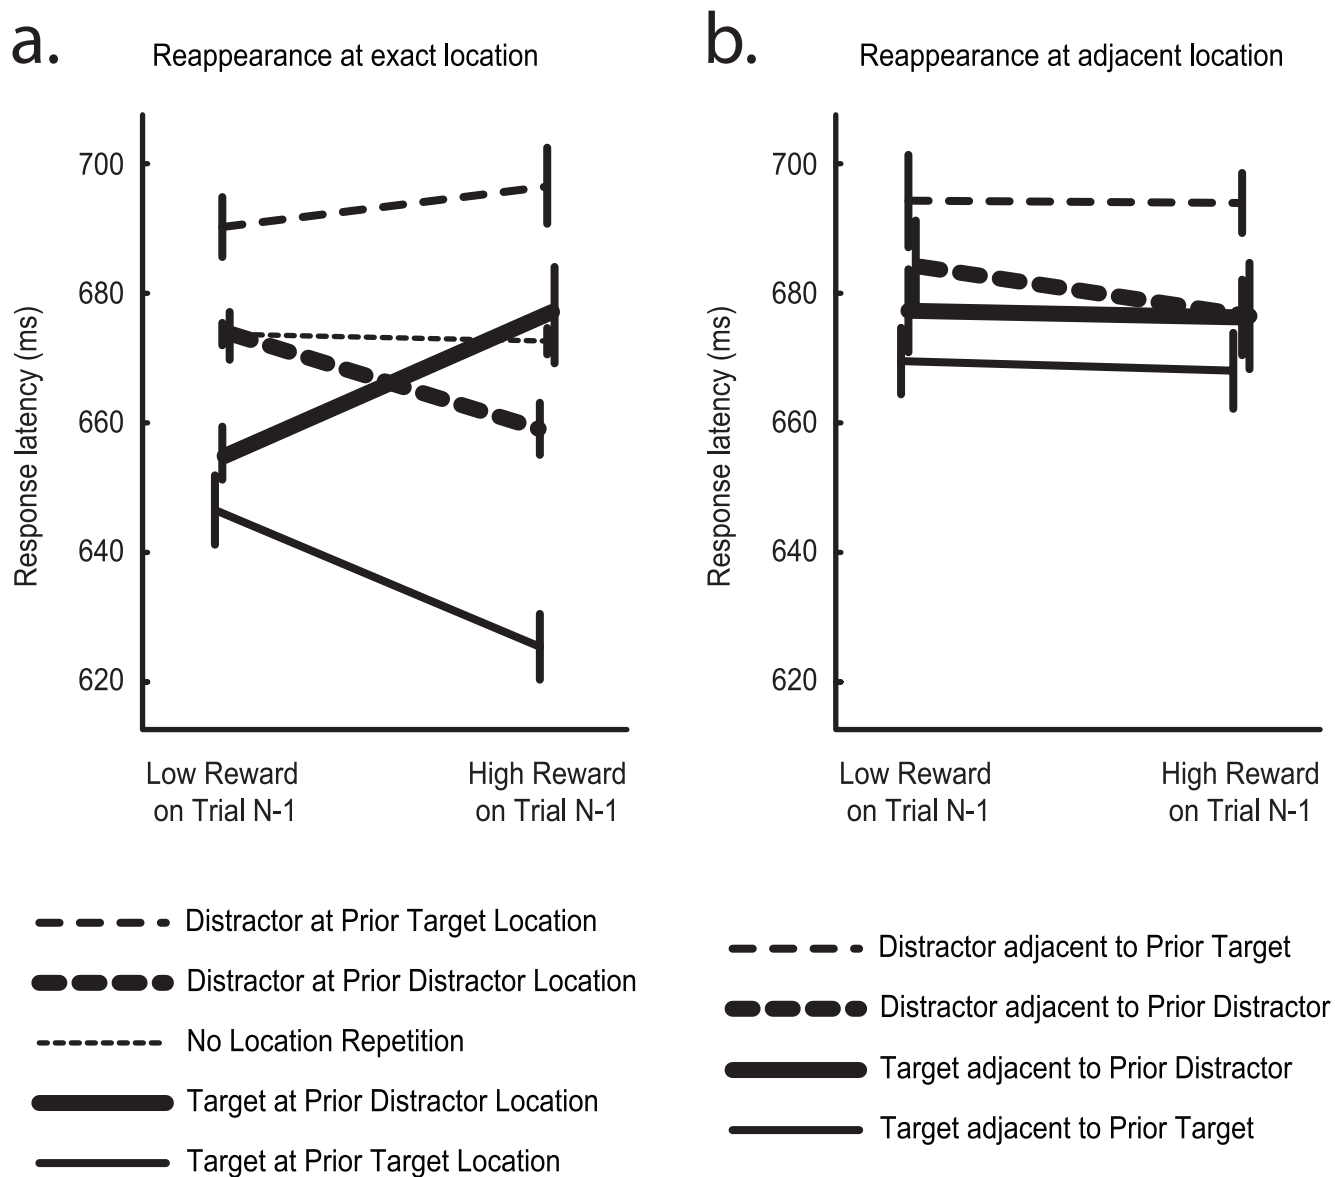 a.
Reappearance at exact location
700
680
660
640
620
Response latency (ms)
Low Reward
on Trial N-1
High Reward
on Trial N-1
Distractor at Prior Target Location
Distractor at Prior Distractor Location
No Location Repetition
Target at Prior Distractor Location
Target at Prior Target Location
b.
Reappearance at adjacent location
700
680
660
640
620
Response latency (ms)
Low Reward
on Trial N-1
High Reward
on Trial N-1
Distractor adjacent to Prior Target
Distractor adjacent to Prior Distractor
Target adjacent to Prior Distractor
Target adjacent to Prior Target